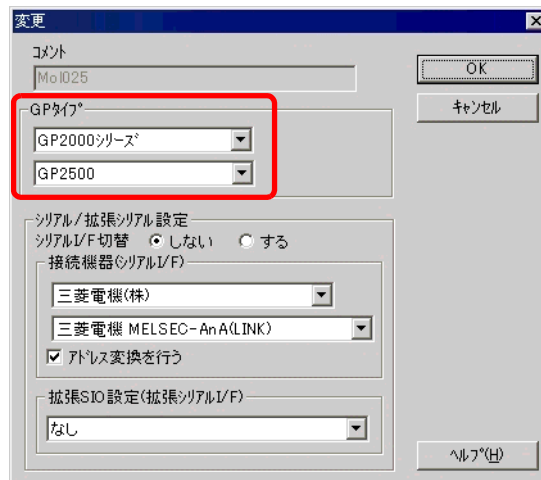 変更
コメント
Mol025
OK
キャンセル
GPタイプ
GP2000シリーズ
GP2500
シリアル/拡張シリアル設定
シリアルI/F切替 しない する
接続機器(シリアルI/F)
三菱電機(株)
三菱電機 MELSEC-AnA(LINK)
アドレス変換を行う
拡張SIO設定(拡張シリアルI/F)
なし
ヘルプ(H)